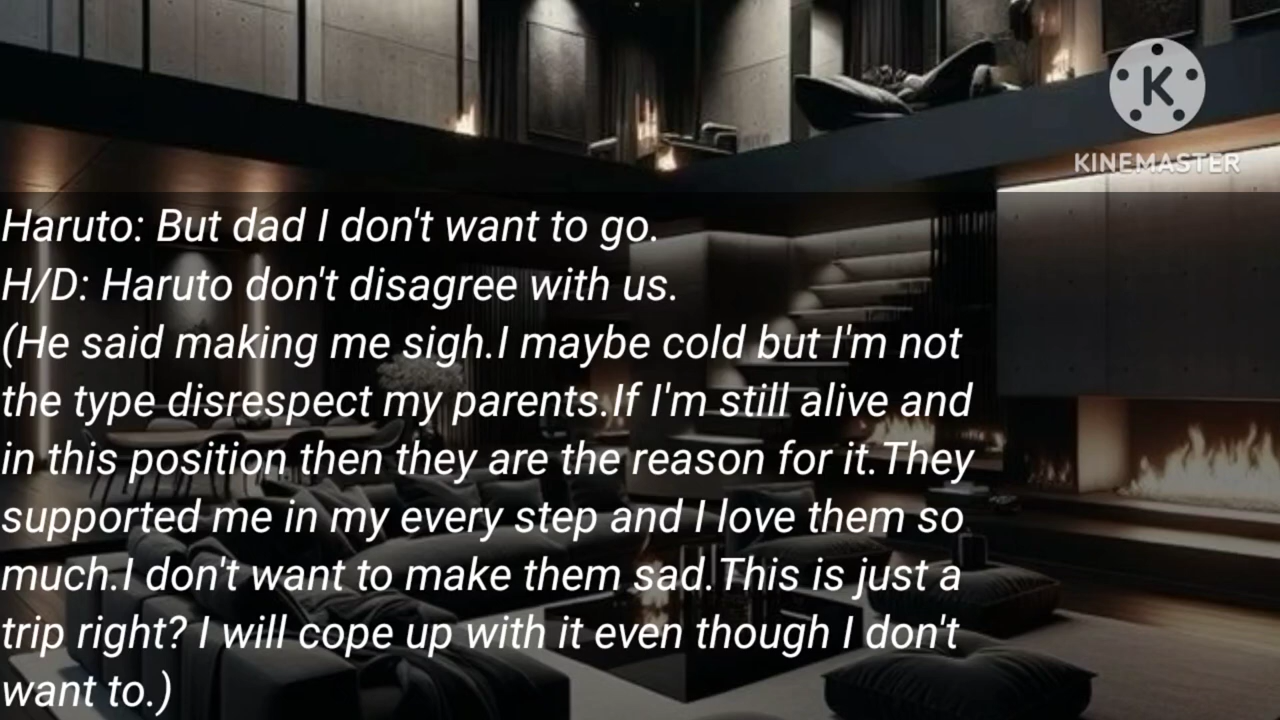 K
KINEMASTER
Haruto: But dad I don't want to go.
H/D: Haruto don't disagree with us.
(He said making me sigh.I maybe cold but I'm not
the type disrespect my parents.If I'm still alive and
in this position then they are the reason for it.They
supported me in my every step and I love them so
much.I don't want to make them sad.This is just a
trip right? I will cope up with it even though I don't
want to.)